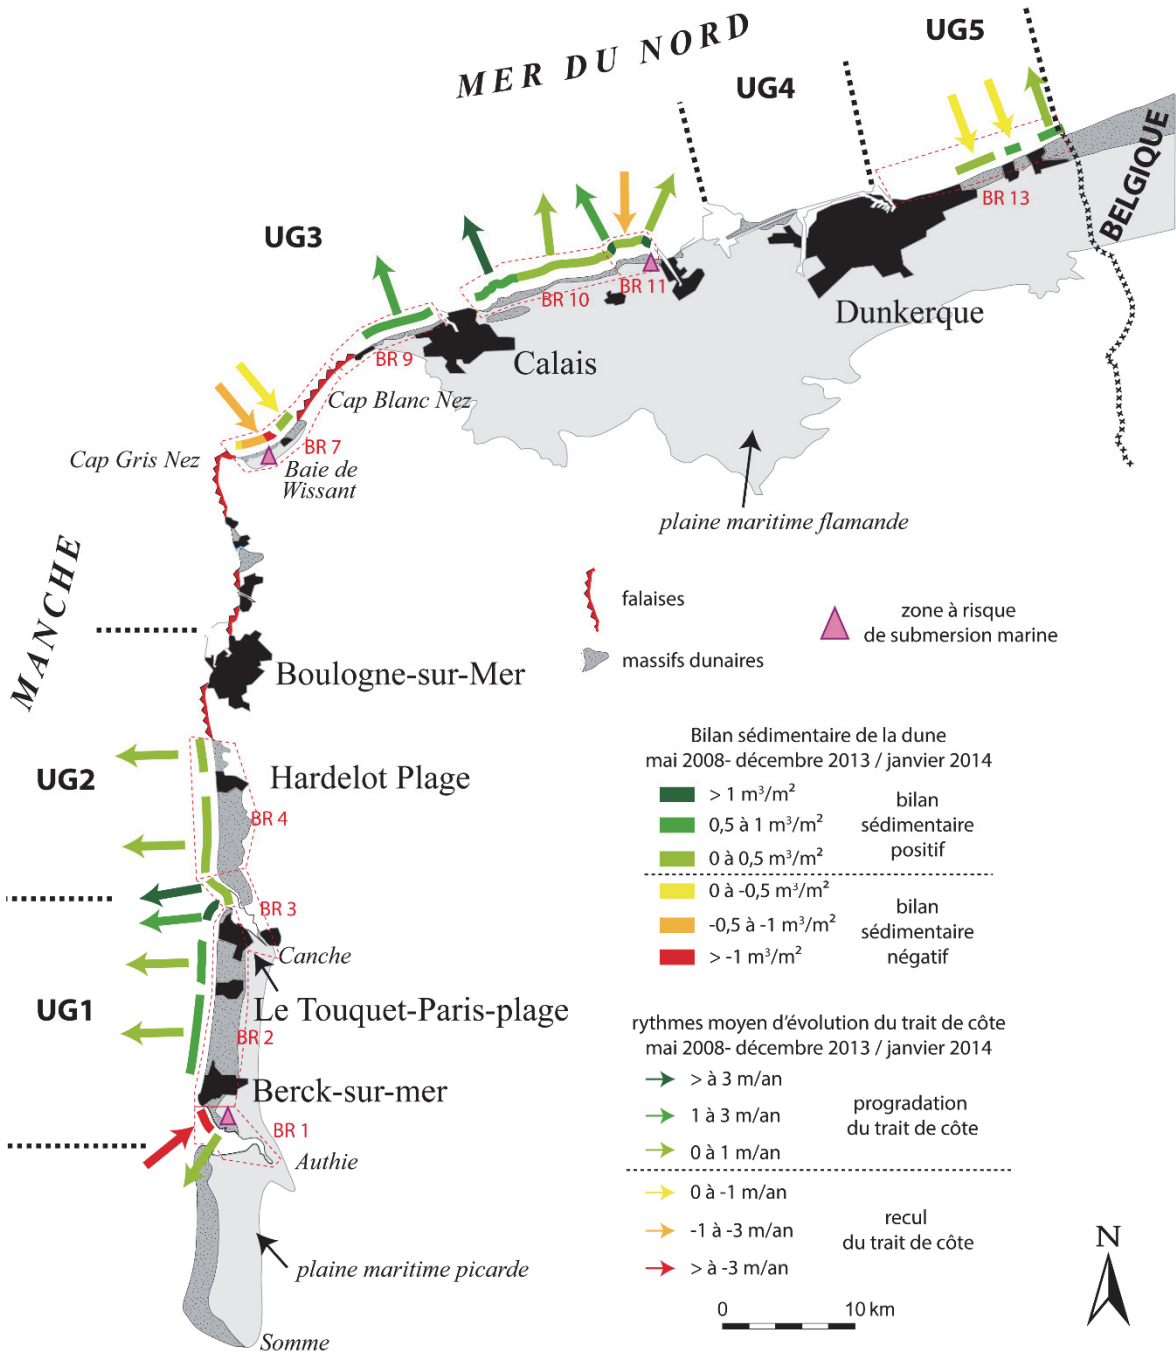 MER DU NORD
UG5
UG4
BELGIQUE
BR 13
UG3
BR 10
BR 11
Dunkerque
BR 9
Calais
Cap Blanc Nez
BR 7
Cap Gris Nez
Baie de
Wissant
plaine maritime flamande
MANCHE
falaises
zone à risque
de submersion marine
massifs dunaires
Boulogne-sur-Mer
UG2
Hardelot Plage
BR 4
BR 3
Canche
UG1
Le Touquet-Paris-plage
BR 2
Berck-sur-mer
BR 1
Authie
plaine maritime picarde
Somme
Bilan sédimentaire de la dune
mai 2008- décembre 2013 / janvier 2014
> 1 m³/m²
0,5 à 1 m³/m²
0 à 0,5 m³/m²
bilan
sédimentaire
positif
0 à -0,5 m³/m²
-0,5 à -1 m³/m²
> -1 m³/m²
bilan
sédimentaire
négatif
rythmes moyen d'évolution du trait de côte
mai 2008- décembre 2013 / janvier 2014
> à 3 m/an
1 à 3 m/an
0 à 1 m/an
progradation
du trait de côte
0 à -1 m/an
-1 à -3 m/an
> à -3 m/an
recul
du trait de côte
N
0 10 km